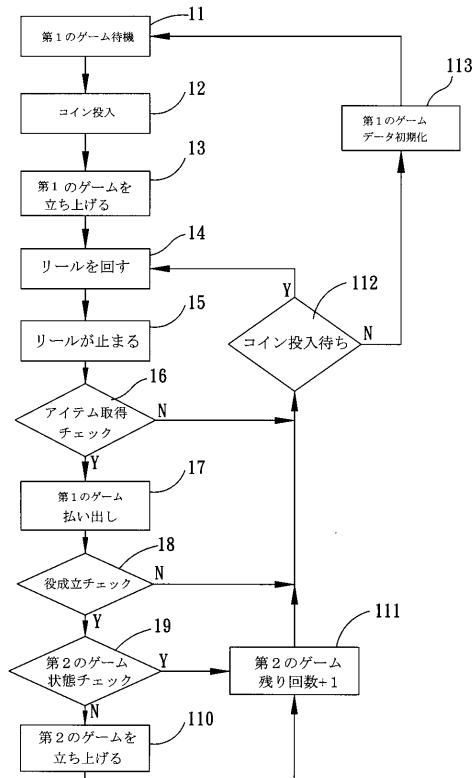 11
第1のゲーム待機
12
コイン投入
13
第1のゲームを
立ち上げる
14
リールを回す
15
リールが止まる
16
アイテム取得
チェック
N
Y
17
第1のゲーム
払い出し
18
役成立チェック
N
Y
19
第2のゲーム
状態チェック
Y
N
110
第2のゲームを
立ち上げる
111
第2のゲーム
残り回数+1
112
コイン投入待ち
Y
N
113
第1のゲーム
データ初期化